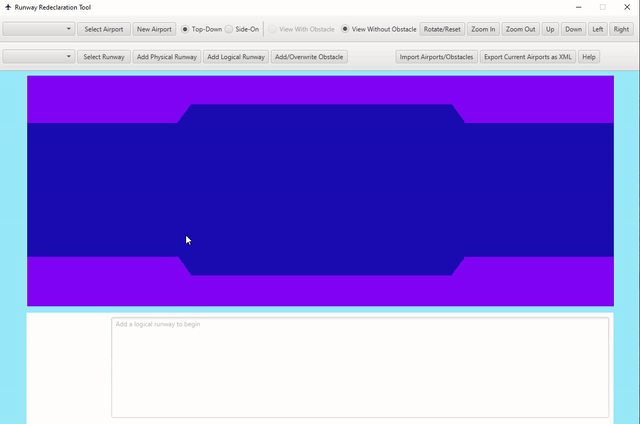 Runway Redeclaration Tool
Select Airport New Airport Top-Down Side-On View With Obstacle View Without Obstacle Rotate/Reset Zoom In Zoom Out Up Down Left Right
Select Runway Add Physical Runway Add Logical Runway Add/Overwrite Obstacle Import Airports/Obstacles Export Current Airports as XML Help
Add a logical runway to begin